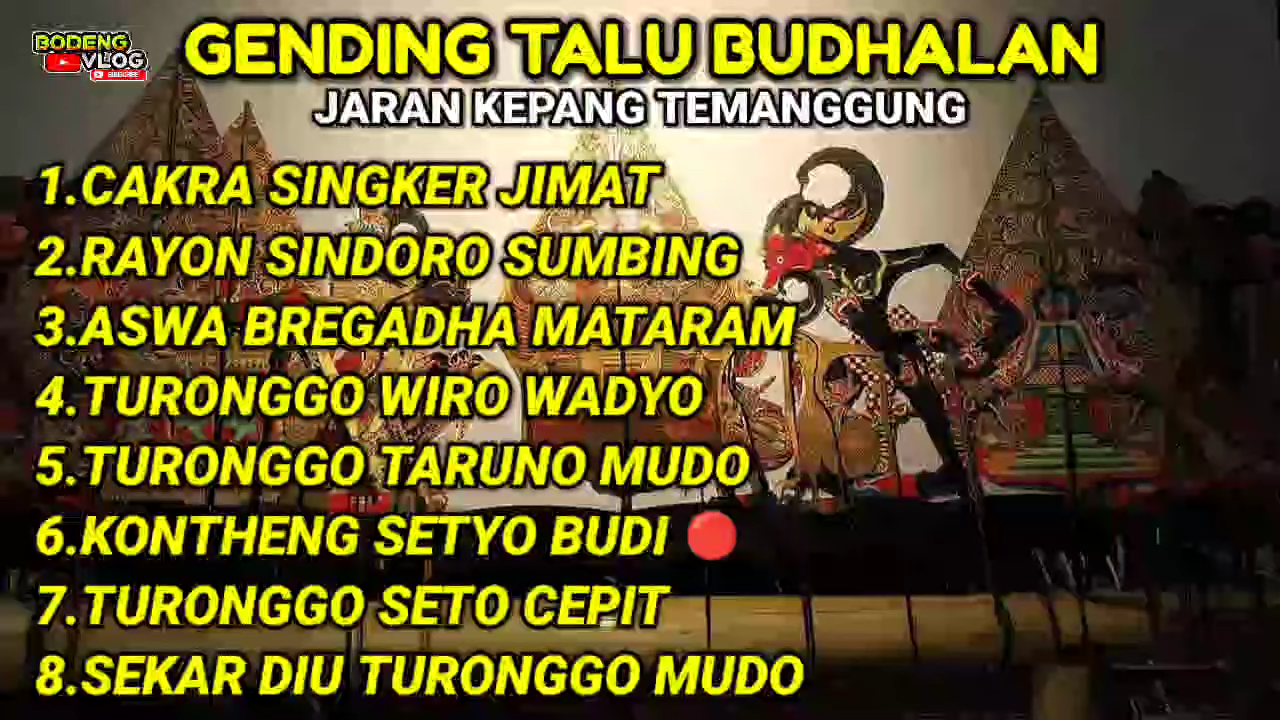 BODENG
VLOG
SUBSCRIBE
GENDING TALU BUDHALAN
JARAN KEPANG TEMANGGUNG
1.CAKRA SINGKER JIMAT
2.RAYON SINDORO SUMBING
3.ASWA BREGADHA MATARAM
4.TURONGGO WIRO WADYO
5.TURONGGO TARUNO MUDO
6.KONTHENG SETYO BUDI
7.TURONGGO SETO CEPIT
8.SEKAR DIU TURONGGO MUDO